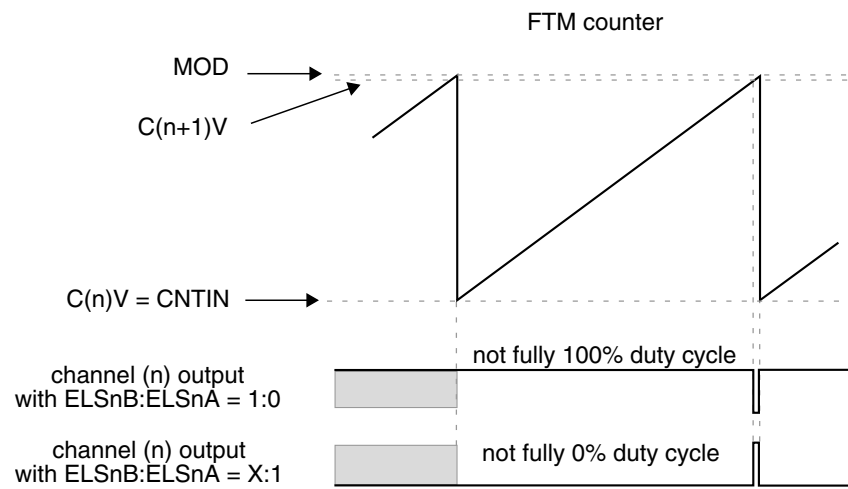 FTM counter
MOD
C(n+1)V
C(n)V = CNTIN
not fully 100% duty cycle
channel (n) output
with ELSnB:ELSnA = 1:0
channel (n) output
with ELSnB:ELSnA = X:1
not fully 0% duty cycle